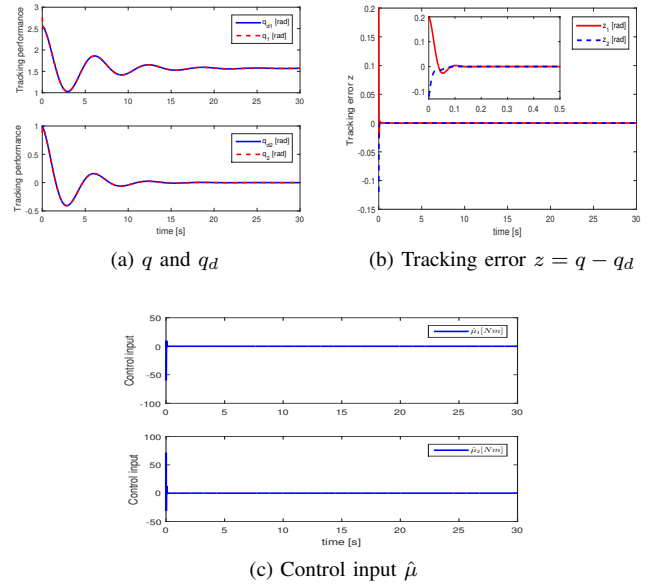 Tracking performance
3
2.5
2
1.5
1
0 5 10 15 20 25 30
q_d1 [rad]
q_1 [rad]
Tracking performance
1
0.5
0
-0.5
0 5 10 15 20 25 30
time [s]
q_d2 [rad]
q_2 [rad]
(a) q and q_d
Tracking error z
0.2
0.15
0.1
0.05
0
-0.05
-0.1
-0.15
0 5 10 15 20 25 30
time [s]
z_1 [rad]
z_2 [rad]
0.2
0.1
0
-0.1
0 0.1 0.2 0.3 0.4 0.5
(b) Tracking error z = q − q_d
Control input
50
0
-50
-100
0 5 10 15 20 25 30
μ̂_1[Nm]
Control input
100
50
0
-50
0 5 10 15 20 25 30
time [s]
μ̂_2[Nm]
(c) Control input μ̂